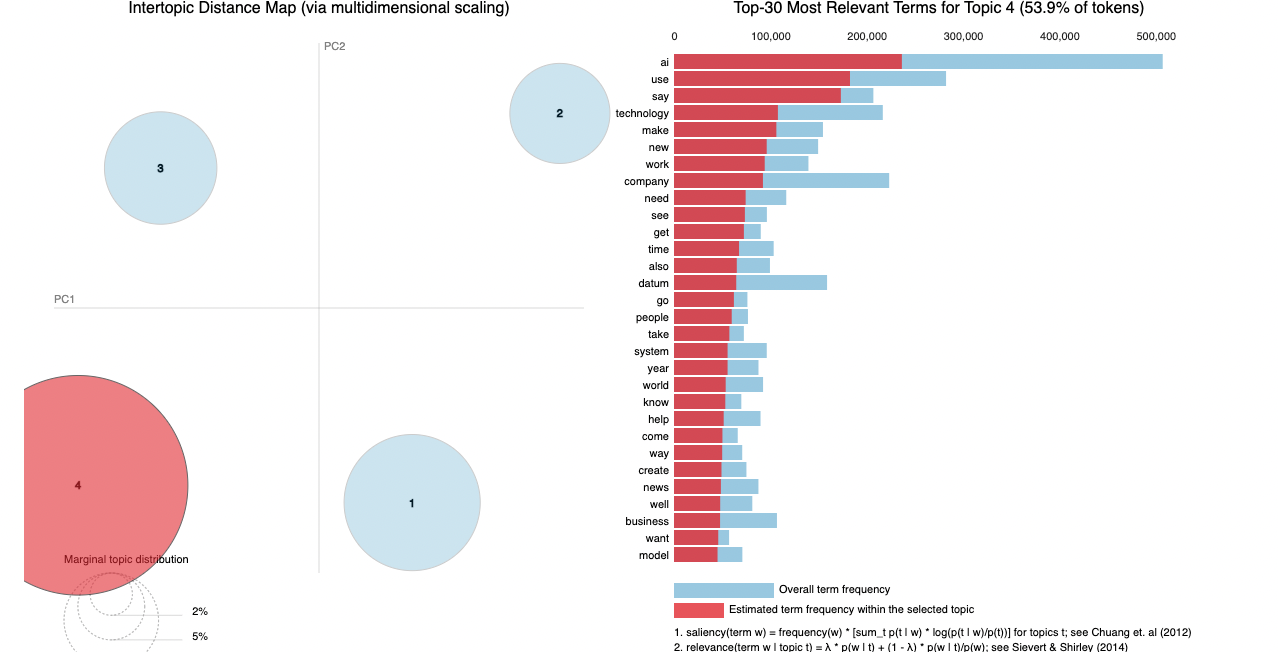 Intertopic Distance Map (via multidimensional scaling)
PC2
PC1
2
3
4
1
Marginal topic distribution
2%
5%
Top-30 Most Relevant Terms for Topic 4 (53.9% of tokens)
0 100,000 200,000 300,000 400,000 500,000
ai
use
say
technology
make
new
work
company
need
see
get
time
also
datum
go
people
take
system
year
world
know
help
come
way
create
news
well
business
want
model
Overall term frequency
Estimated term frequency within the selected topic
1. saliency(term w) = frequency(w) * [sum_t p(t | w) * log(p(t | w)/p(t))] for topics t; see Chuang et. al (2012)
2. relevance(term w | topic t) = λ * p(w | t) + (1 - λ) * p(w | t)/p(w); see Sievert & Shirley (2014)